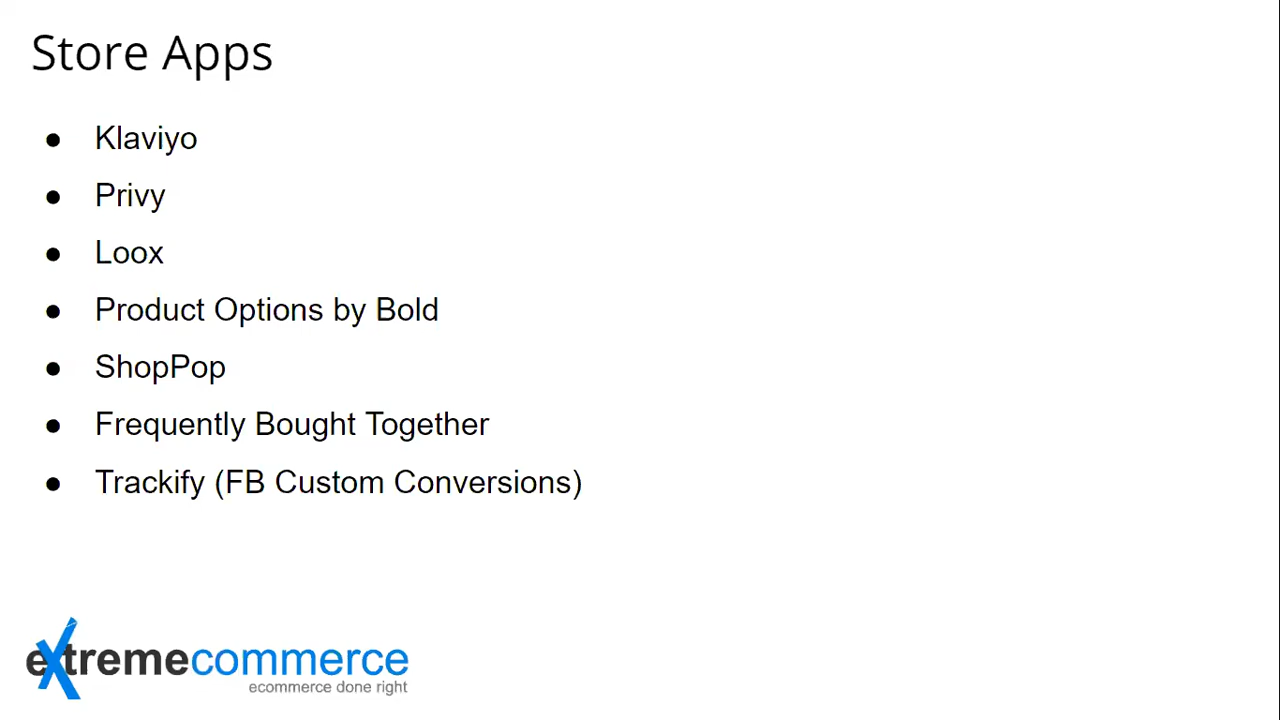 Store Apps
● Klaviyo
● Privy
● Loox
● Product Options by Bold
● ShopPop
● Frequently Bought Together
● Trackify (FB Custom Conversions)
extremecommerce
ecommerce done right